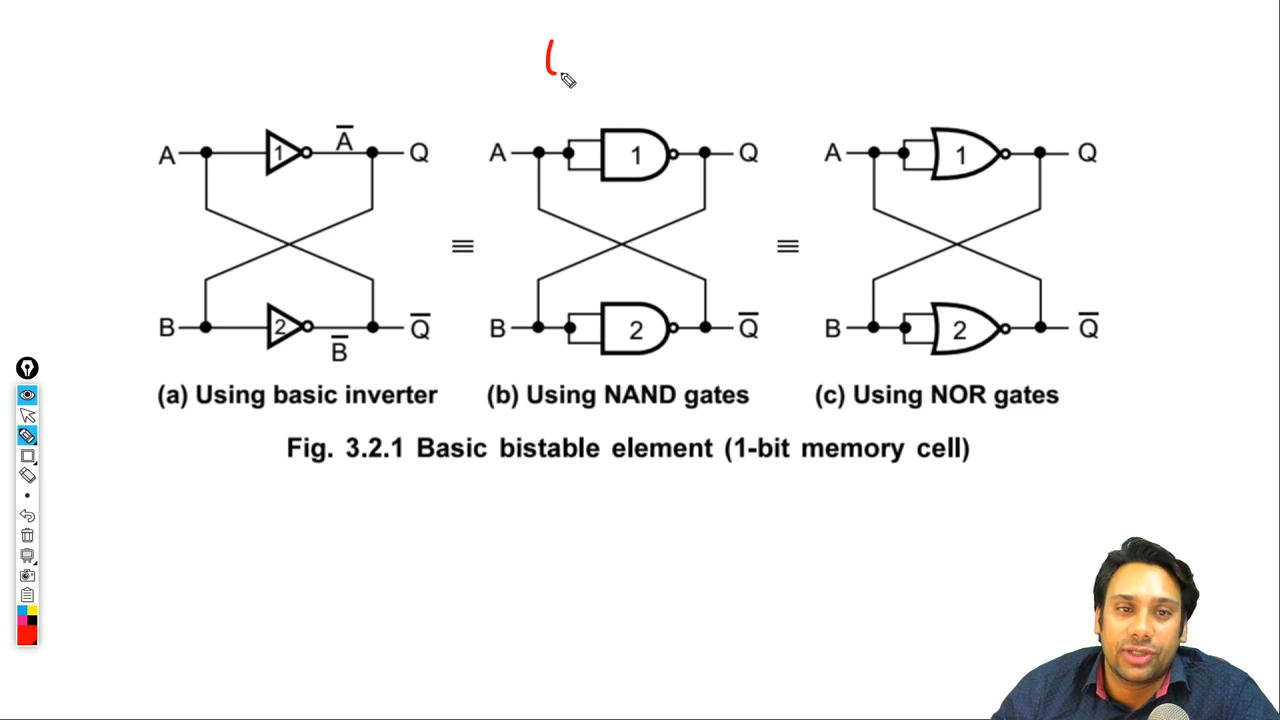 A 1 A̅ Q
B 2 B̅ Q̅
≡
A 1 Q
B 2 Q̅
≡
A 1 Q
B 2 Q̅
(a) Using basic inverter
(b) Using NAND gates
(c) Using NOR gates
Fig. 3.2.1 Basic bistable element (1-bit memory cell)